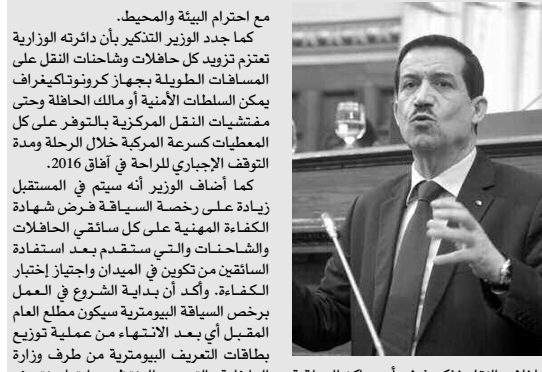 مع احترام البيئة والمحيط.
كما جدد الوزير التذكير بأن دائرته الوزارية
تعتزم تزويد كل حافلات وشاحنات النقل على
المسافات الطويلة بجهاز كرونوتاكيغراف
يمكن السلطات الأمنية أو مالك الحافلة وحتى
مفتشيات النقل المركزية بالتوفر على كل
المعطيات كسرعة المركبة خلال الرحلة ومدة
التوقف الإجباري للراحة في آفاق 2016.
كما أضاف الوزير أنه سيتم في المستقبل
زيادة على رخصة السياقة فرض شهادة
الكفاءة المهنية على كل سائقي الحافلات
والشاحنات والتي ستقدم بعد استفادة
السائقين من تكوين في الميدان واجتياز إختبار
الكفاءة. وأكد أن بداية الشروع في العمل
برخص السياقة البيومترية سيكون مطلع العام
المقبل أي بعد الانتهاء من عملية توزيع
بطاقات التعريف البيومترية من طرف وزارة